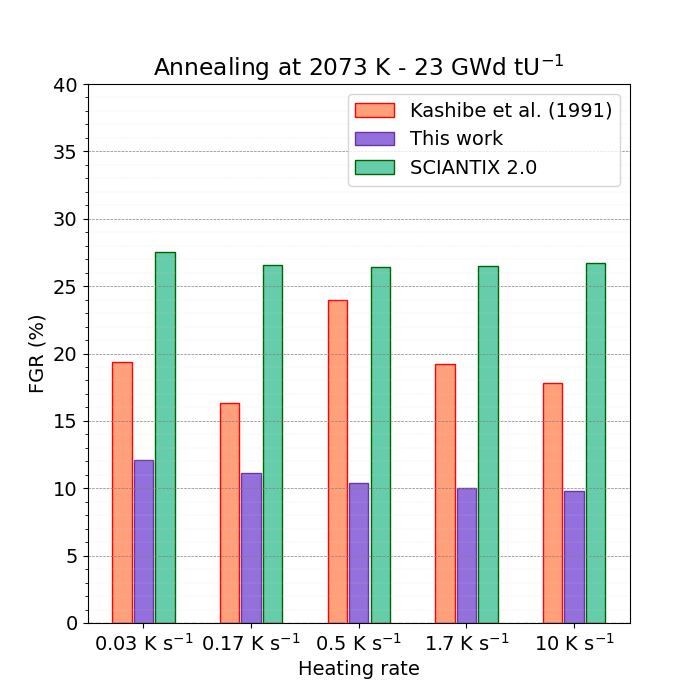 Annealing at 2073 K - 23 GWd tU⁻¹
40
35
30
25
20
15
10
5
0
FGR (%)
Kashibe et al. (1991)
This work
SCIANTIX 2.0
0.03 K s⁻¹ 0.17 K s⁻¹ 0.5 K s⁻¹ 1.7 K s⁻¹ 10 K s⁻¹
Heating rate